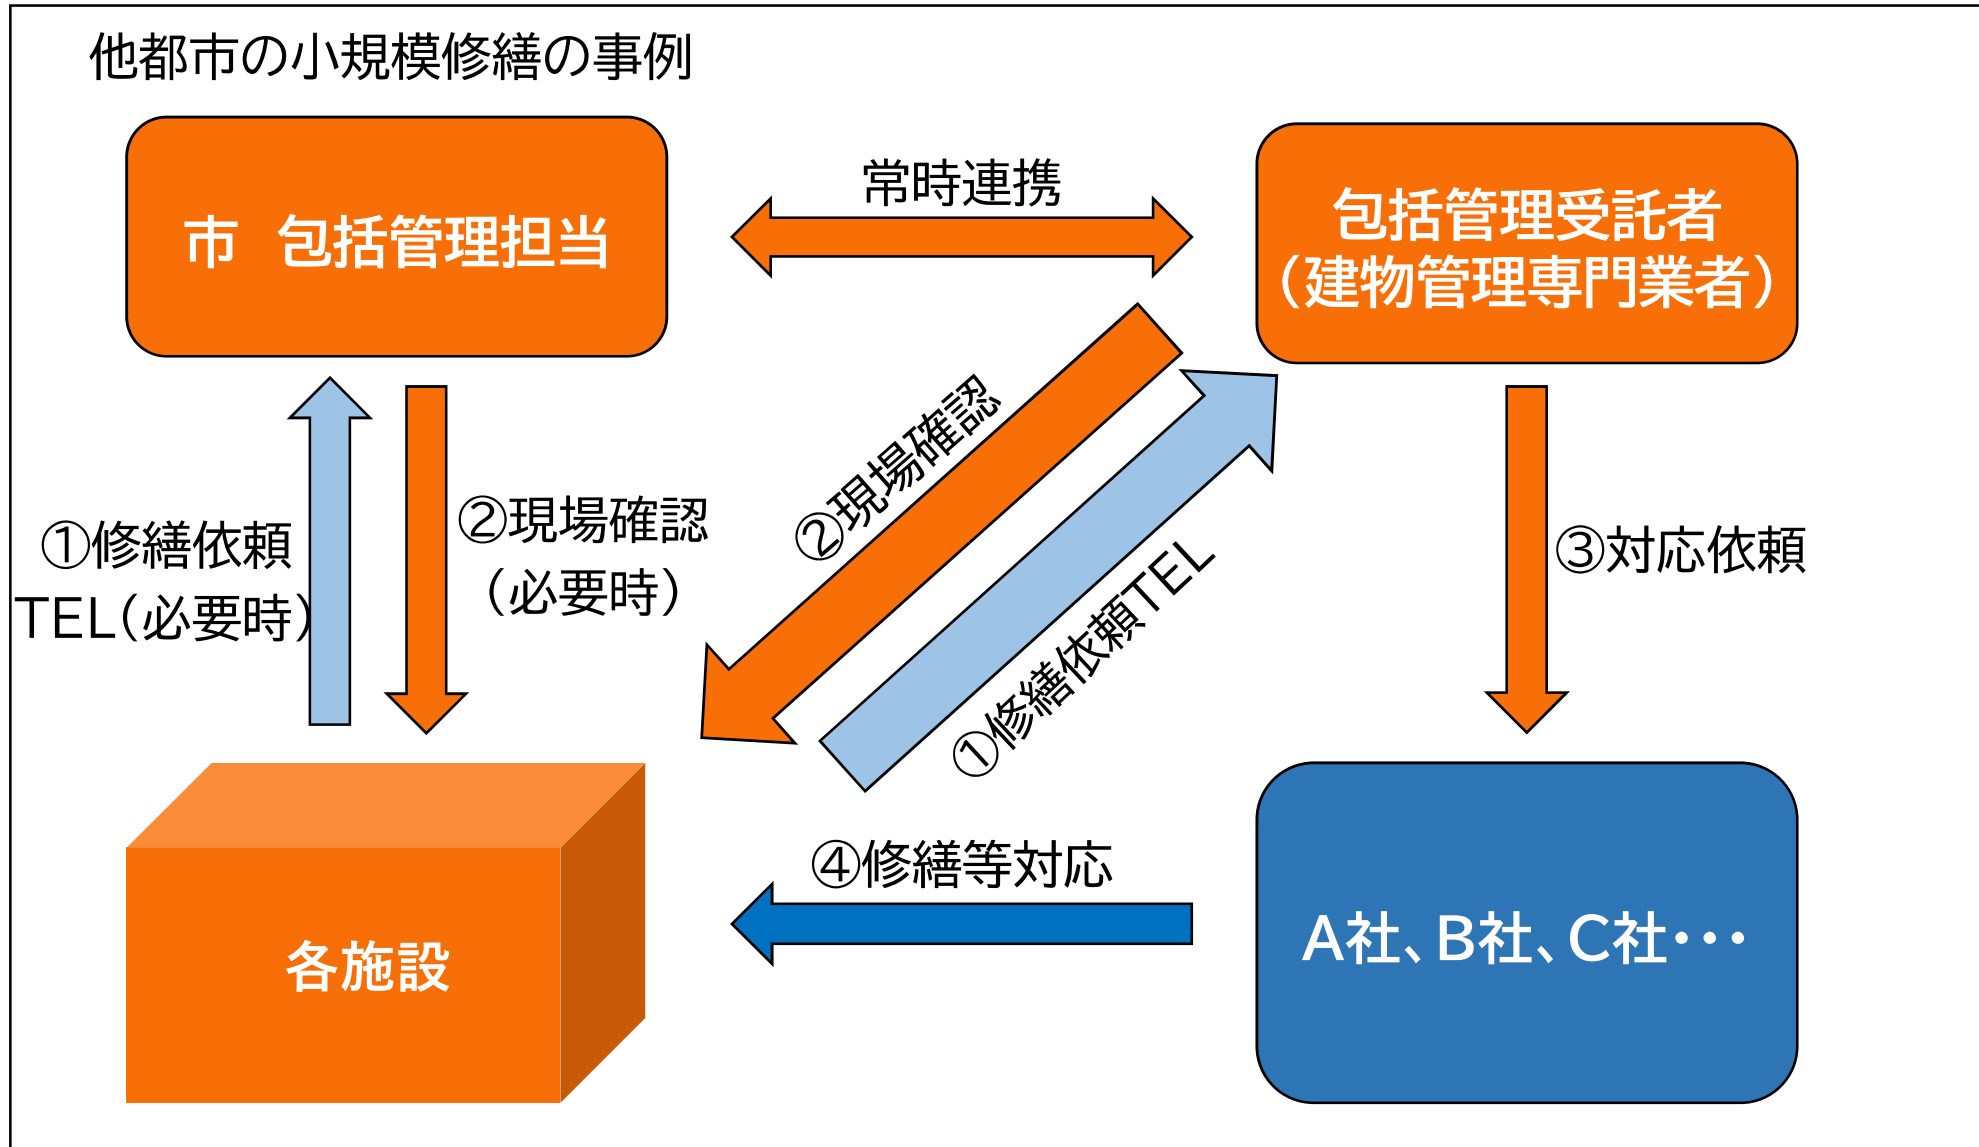 他都市の小規模修繕の事例
市 包括管理担当
常時連携
包括管理受託者
（建物管理専門業者）
①修繕依頼
TEL（必要時）
②現場確認
（必要時）
②現場確認
①修繕依頼TEL
③対応依頼
④修繕等対応
各施設
A社、B社、C社・・・